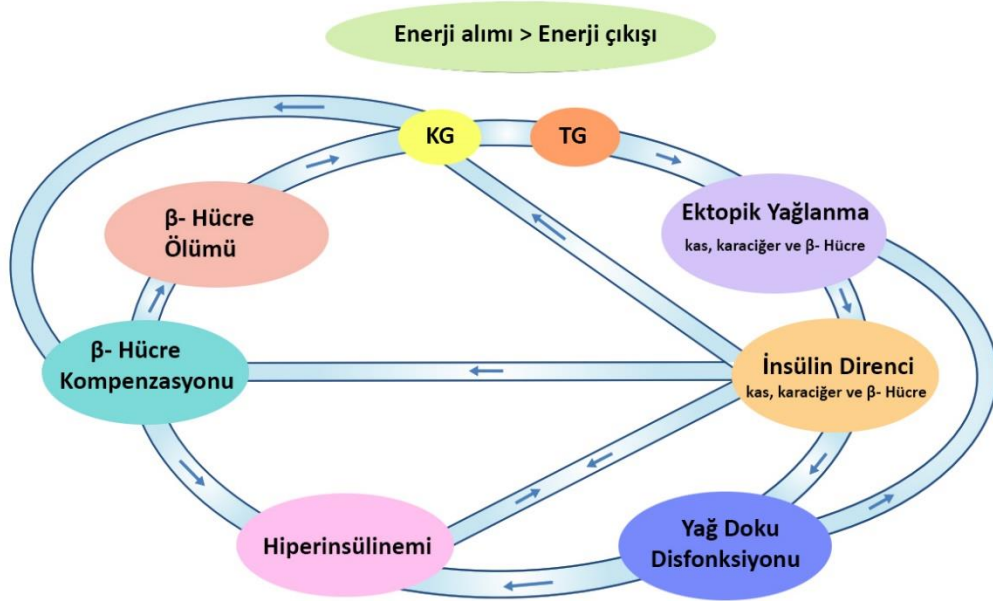 Enerji alımı > Enerji çıkışı
KG
TG
β- Hücre
Ölümü
Ektopik Yağlanma
kas, karaciğer ve β- Hücre
β- Hücre
Kompenzasyonu
İnsülin Direnci
kas, karaciğer ve β- Hücre
Hiperinsülinemi
Yağ Doku
Disfonksiyonu